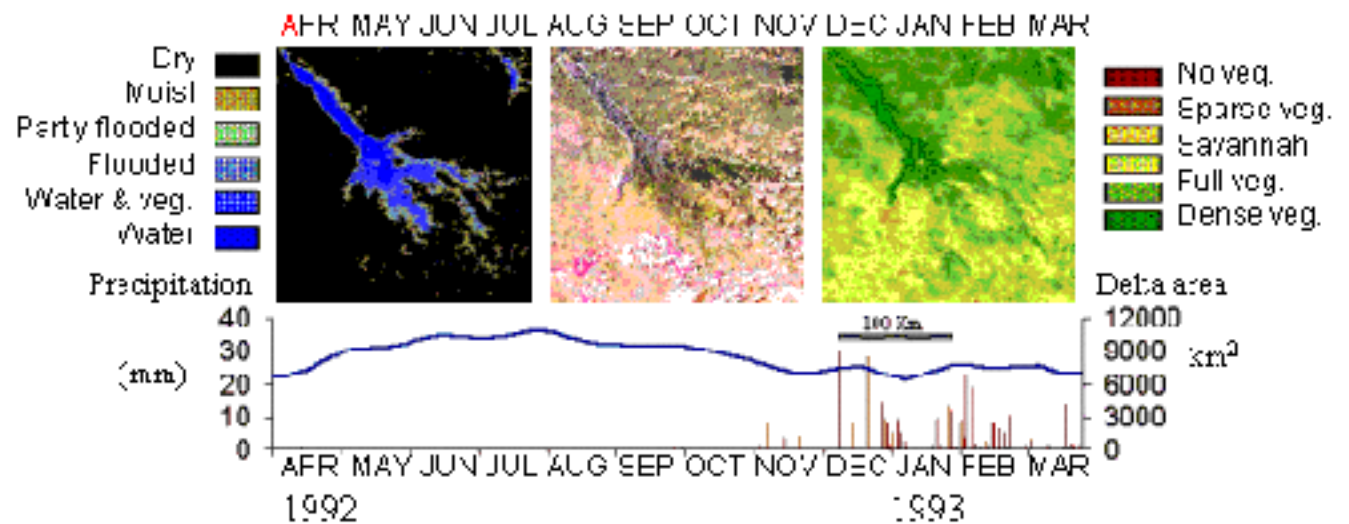 APR MAY JUN JUL AUG SEP OCT NOV DEC JAN FEB MAR
Dry
Moist
Party flooded
Flooded
Water & veg.
Water
No veg.
Sparce veg.
Savannah
Full veg.
Dense veg.
Precipitation
(mm)
40
30
20
10
0
100 Km
Delta area
km²
12000
9000
6000
3000
0
APR MAY JUN JUL AUG SEP OCT NOV DEC JAN FEB MAR
1992
1993